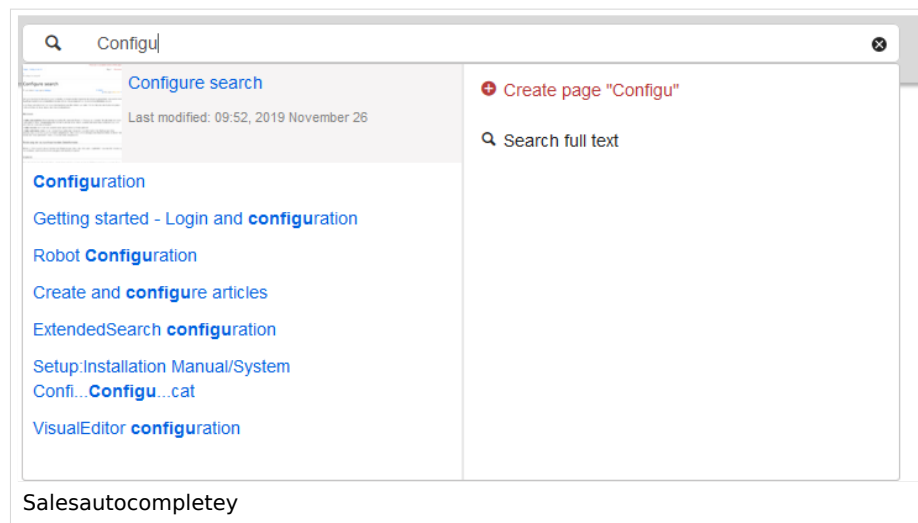 Configu
Configure search
Last modified: 09:52, 2019 November 26
Configuration
Getting started - Login and configuration
Robot Configuration
Create and configure articles
ExtendedSearch configuration
Setup:Installation Manual/System
Confi...Configu...cat
VisualEditor configuration
Create page "Configu"
Search full text
Salesautocompletey